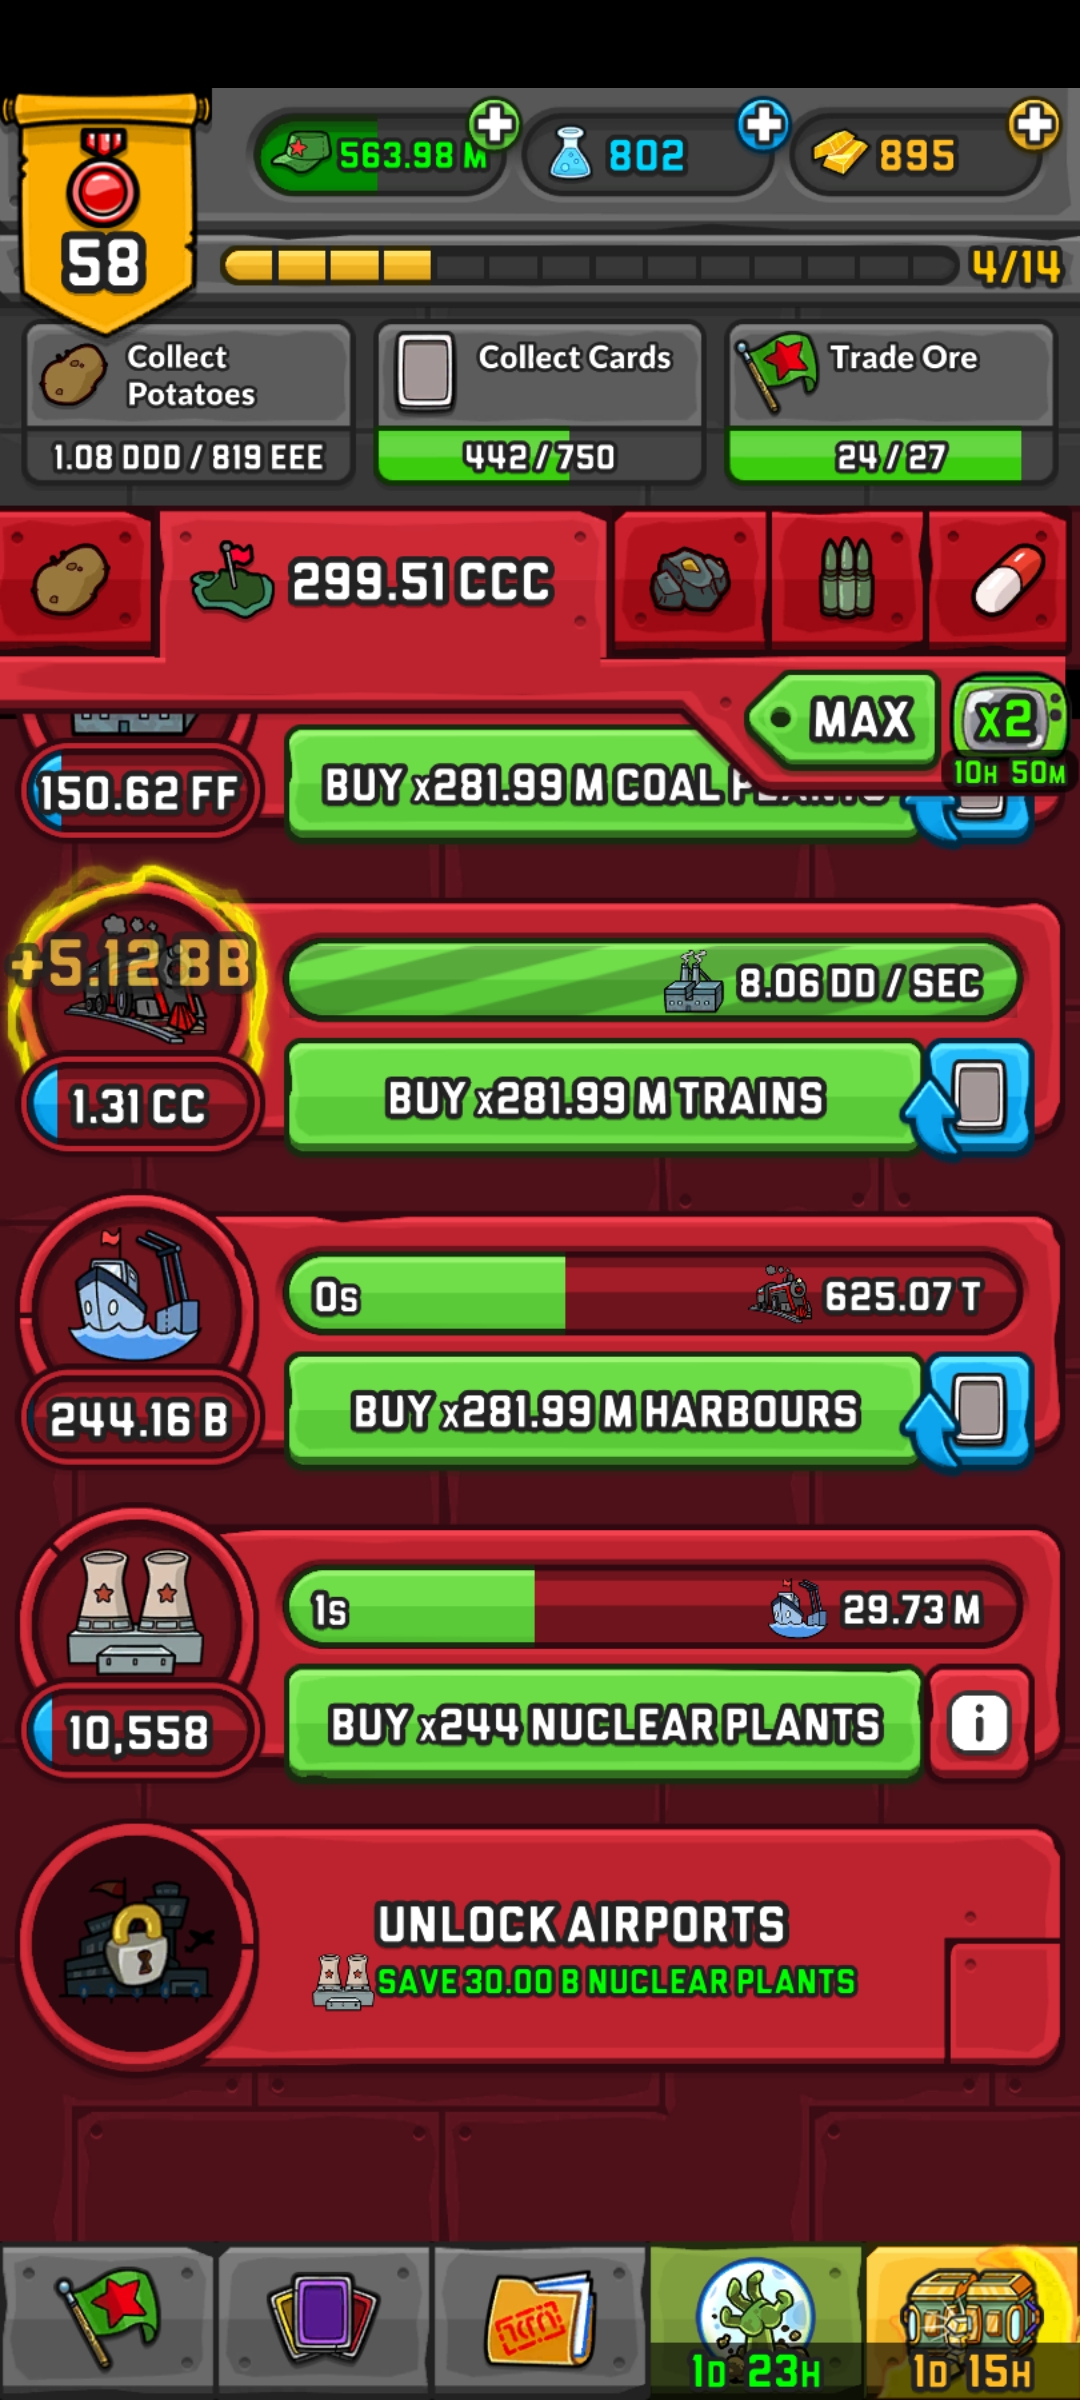 563.98 M
802
895
58
4/14
Collect
Potatoes
Collect Cards
Trade Ore
1.08 DDD / 819 EEE
442/750
24/27
299.51 CCC
MAX
x2
10H 50M
150.62 FF
BUY x281.99 M COAL PLANTS
+5.12 BB
8.06 DD / SEC
1.31 CC
BUY x281.99 M TRAINS
0s
625.07 T
244.16 B
BUY x281.99 M HARBOURS
1s
29.73 M
10,558
BUY x244 NUCLEAR PLANTS
i
UNLOCK AIRPORTS
SAVE 30.00 B NUCLEAR PLANTS
1D 23H
1D 15H